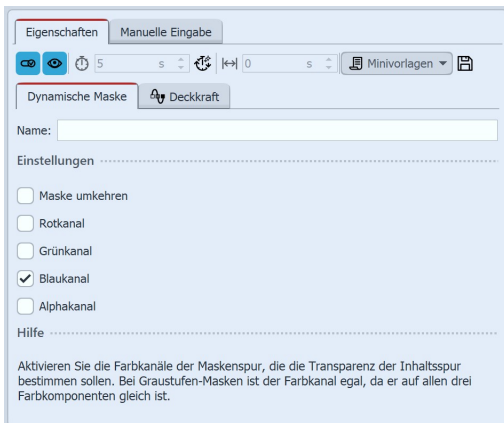 Eigenschaften Manuelle Eingabe
5 s 0 s Minivorlagen
Dynamische Maske Deckkraft
Name:
Einstellungen
Maske umkehren
Rotkanal
Grünkanal
Blaukanal
Alphakanal
Hilfe
Aktivieren Sie die Farbkanäle der Maskenspur, die die Transparenz der Inhaltsspur
bestimmen sollen. Bei Graustufen-Masken ist der Farbkanal egal, da er auf allen drei
Farbkomponenten gleich ist.